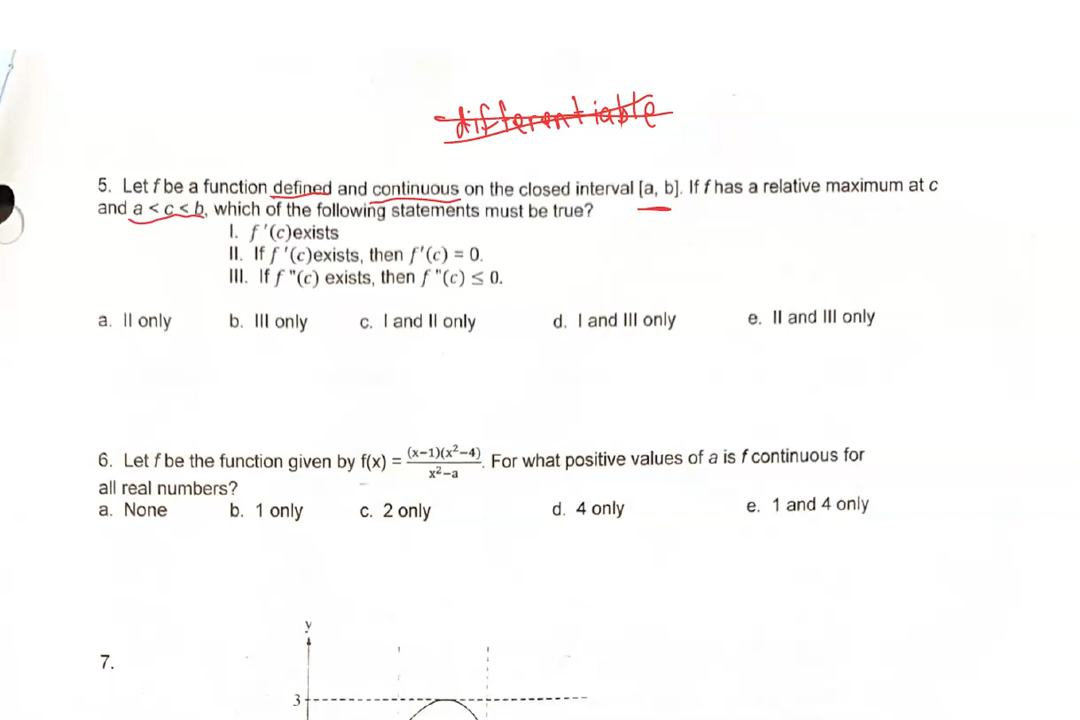 differentiable
5. Let f be a function defined and continuous on the closed interval [a, b]. If f has a relative maximum at c
and a < c < b, which of the following statements must be true?
I. f '(c)exists
II. If f '(c)exists, then f'(c) = 0.
III. If f "(c) exists, then f "(c) ≤ 0.
a. II only b. III only c. I and II only d. I and III only e. II and III only
6. Let f be the function given by f(x) = (x−1)(x²−4)/x²−a. For what positive values of a is f continuous for
all real numbers?
a. None b. 1 only c. 2 only d. 4 only e. 1 and 4 only
y
7.
3